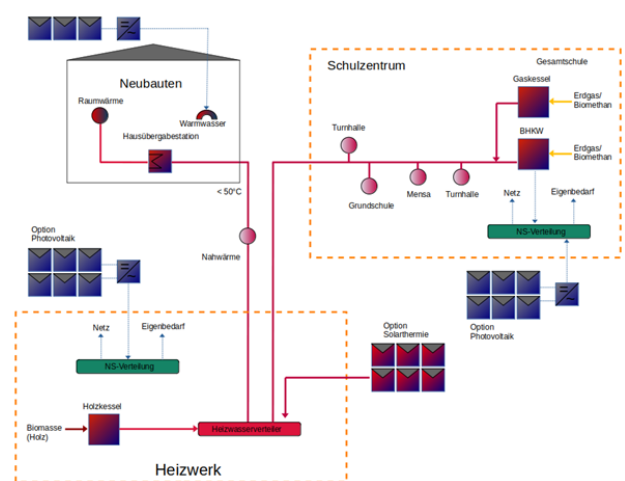 Neubauten
Raumwärme
Warmwasser
Hausübergabestation
< 50°C
Nahwärme
Schulzentrum
Gesamtschule
Gaskessel
Erdgas/
Biomethan
BHKW
Erdgas/
Biomethan
Turnhalle
Grundschule
Mensa
Turnhalle
Netz
Eigenbedarf
NS-Verteilung
Option
Photovoltaik
Option
Photovoltaik
Option
Solarthermie
Netz
Eigenbedarf
NS-Verteilung
Holzkessel
Biomasse
(Holz)
Heizwasserverteiler
Heizwerk